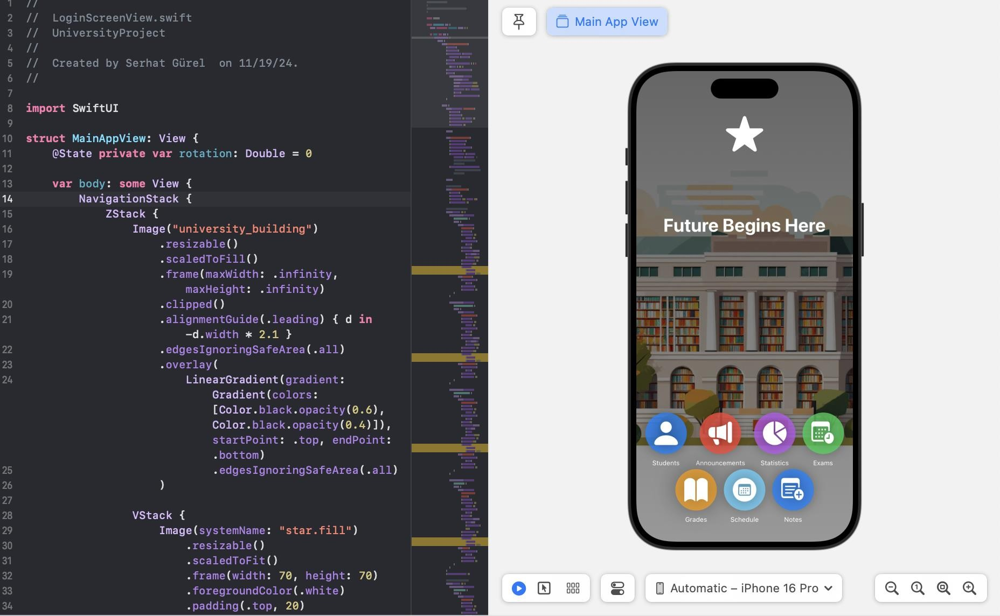 1 //
2 //  LoginScreenView.swift
3 //  UniversityProject
4 //
5 //  Created by Serhat Gürel  on 11/19/24.
6 //
7
8 import SwiftUI
9
10 struct MainAppView: View {
11     @State private var rotation: Double = 0
12
13     var body: some View {
14         NavigationStack {
15             ZStack {
16                 Image("university_building")
17                     .resizable()
18                     .scaledToFill()
19                     .frame(maxWidth: .infinity,
                        maxHeight: .infinity)
20                     .clipped()
21                     .alignmentGuide(.leading) { d in
                        -d.width * 2.1 }
22                     .edgesIgnoringSafeArea(.all)
23                     .overlay(
24                         LinearGradient(gradient:
                            Gradient(colors:
                            [Color.black.opacity(0.6),
                            Color.black.opacity(0.4)]),
                            startPoint: .top, endPoint:
                            .bottom)
25                             .edgesIgnoringSafeArea(.all)
26                     )
27
28                 VStack {
29                     Image(systemName: "star.fill")
30                         .resizable()
31                         .scaledToFit()
32                         .frame(width: 70, height: 70)
33                         .foregroundColor(.white)
34                         .padding(.top, 20)
Main App View
Future Begins Here
Students Announcements Statistics Exams
Grades Schedule Notes
Automatic – iPhone 16 Pro